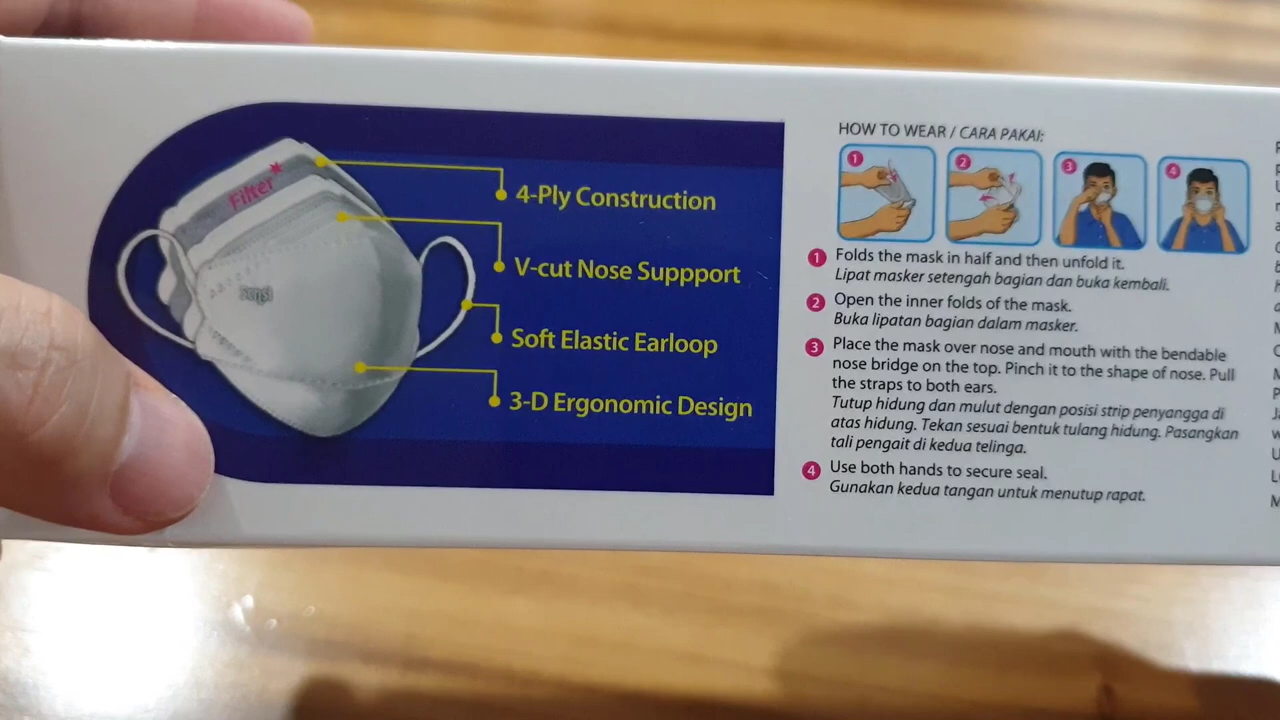 Filter*
sensi
4-Ply Construction
V-cut Nose Suppport
Soft Elastic Earloop
3-D Ergonomic Design
HOW TO WEAR / CARA PAKAI:
1 2 3 4
1 Folds the mask in half and then unfold it.
Lipat masker setengah bagian dan buka kembali.
2 Open the inner folds of the mask.
Buka lipatan bagian dalam masker.
3 Place the mask over nose and mouth with the bendable
nose bridge on the top. Pinch it to the shape of nose. Pull
the straps to both ears.
Tutup hidung dan mulut dengan posisi strip penyangga di
atas hidung. Tekan sesuai bentuk tulang hidung. Pasangkan
tali pengait di kedua telinga.
4 Use both hands to secure seal.
Gunakan kedua tangan untuk menutup rapat.